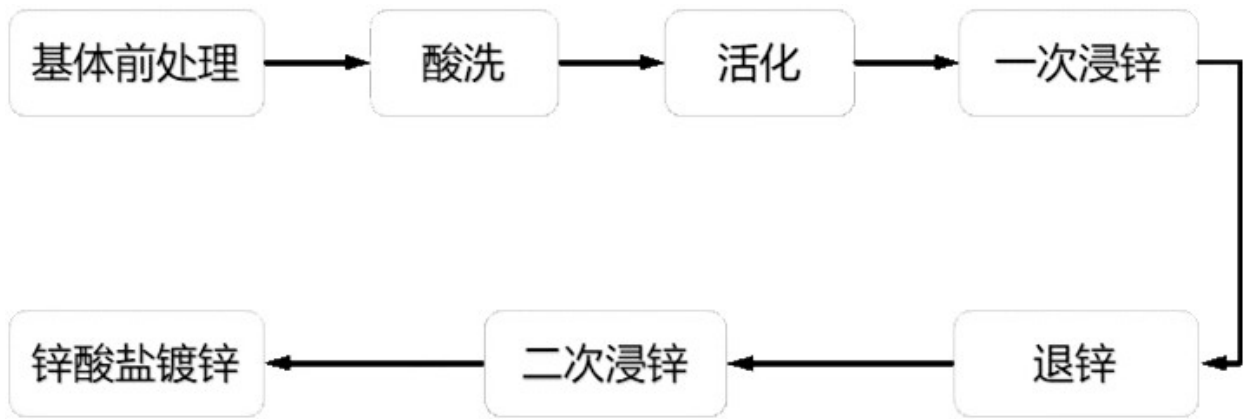 基体前处理
酸洗
活化
一次浸锌
退锌
二次浸锌
锌酸盐镀锌